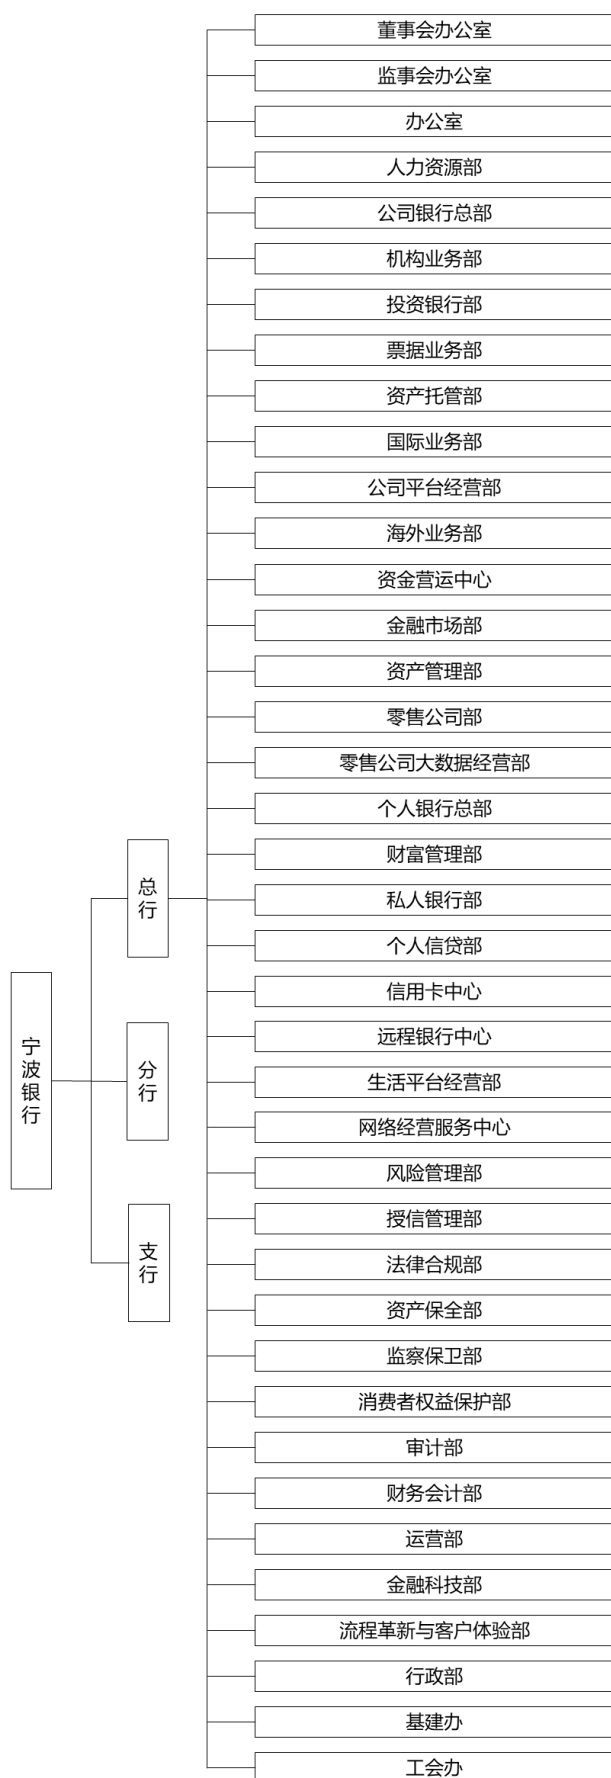 宁波银行
总行
分行
支行
董事会办公室
监事会办公室
办公室
人力资源部
公司银行总部
机构业务部
投资银行部
票据业务部
资产托管部
国际业务部
公司平台经营部
海外业务部
资金营运中心
金融市场部
资产管理部
零售公司部
零售公司大数据经营部
个人银行总部
财富管理部
私人银行部
个人信贷部
信用卡中心
远程银行中心
生活平台经营部
网络经营服务中心
风险管理部
授信管理部
法律合规部
资产保全部
监察保卫部
消费者权益保护部
审计部
财务会计部
运营部
金融科技部
流程革新与客户体验部
行政部
基建办
工会办